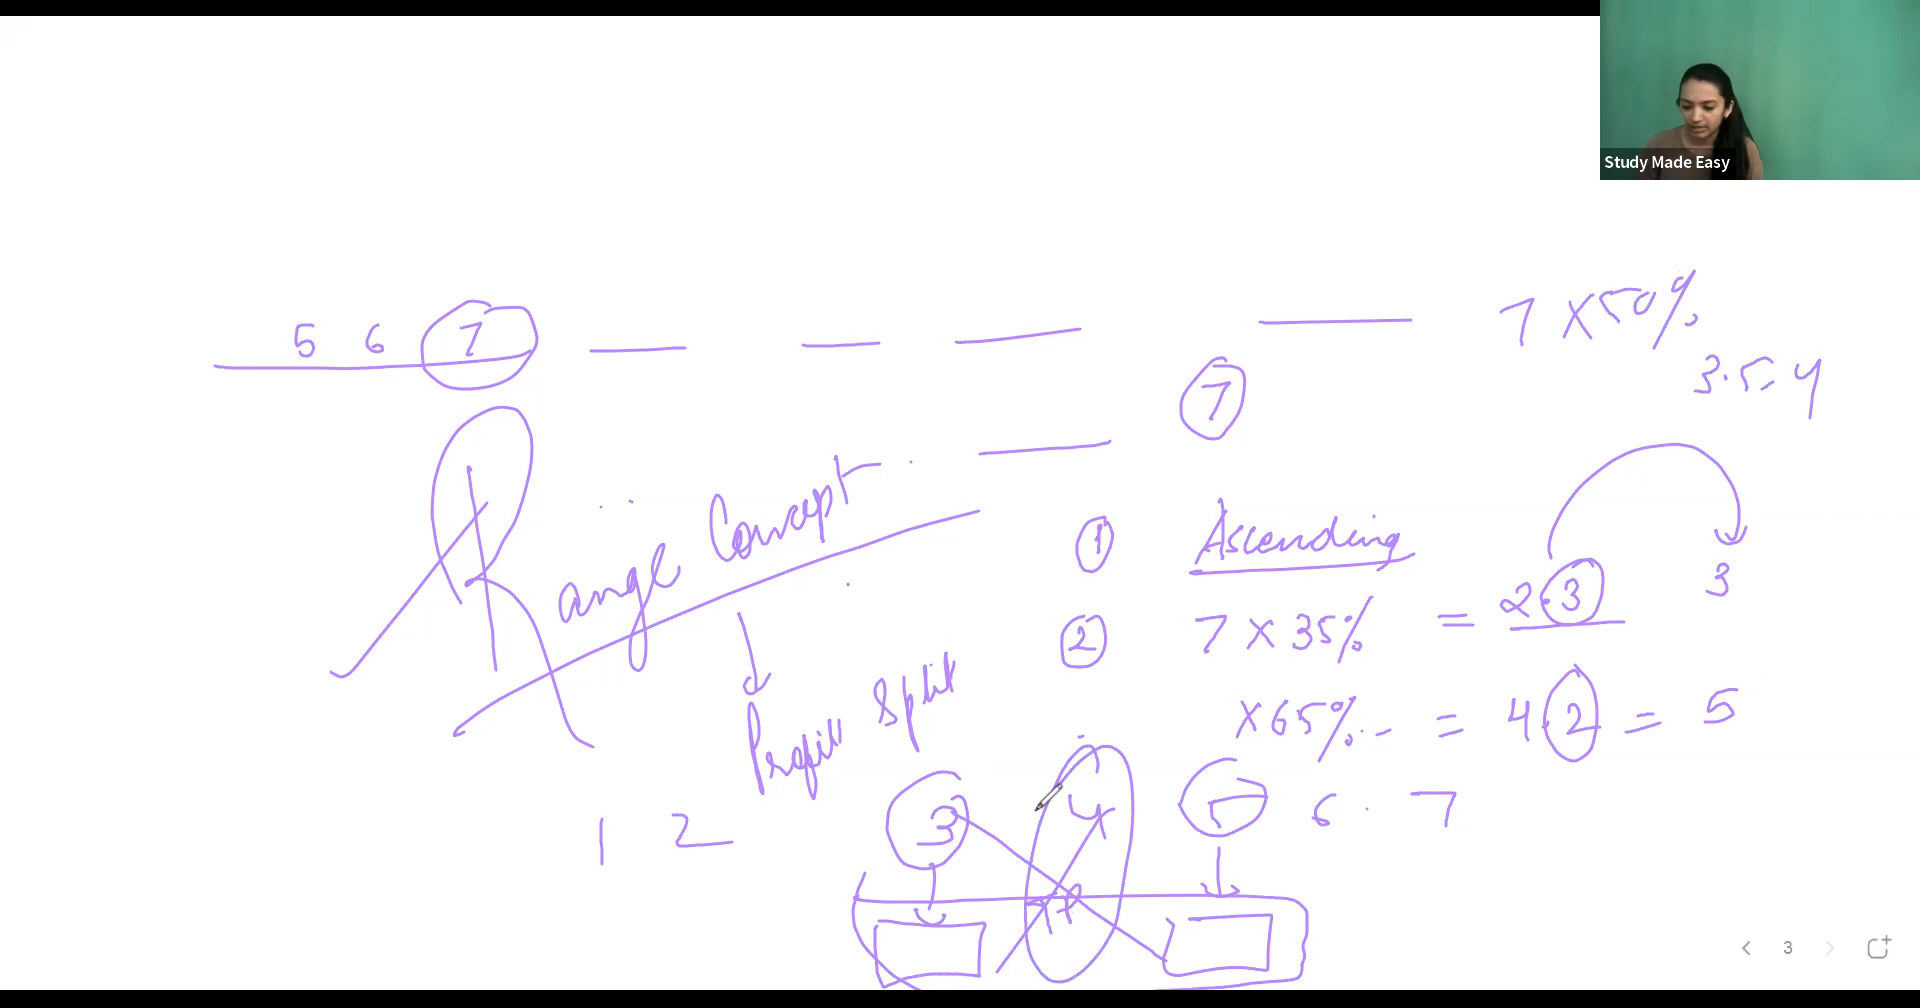 Study Made Easy
5 6 7
7 x 50%
3.5 = 4
7
Range Concept
① Ascending
② 7 x 35% = 2.3 3
x 65% = 4.2 = 5
Profit Split
1 2 3 4 5 6 7
3